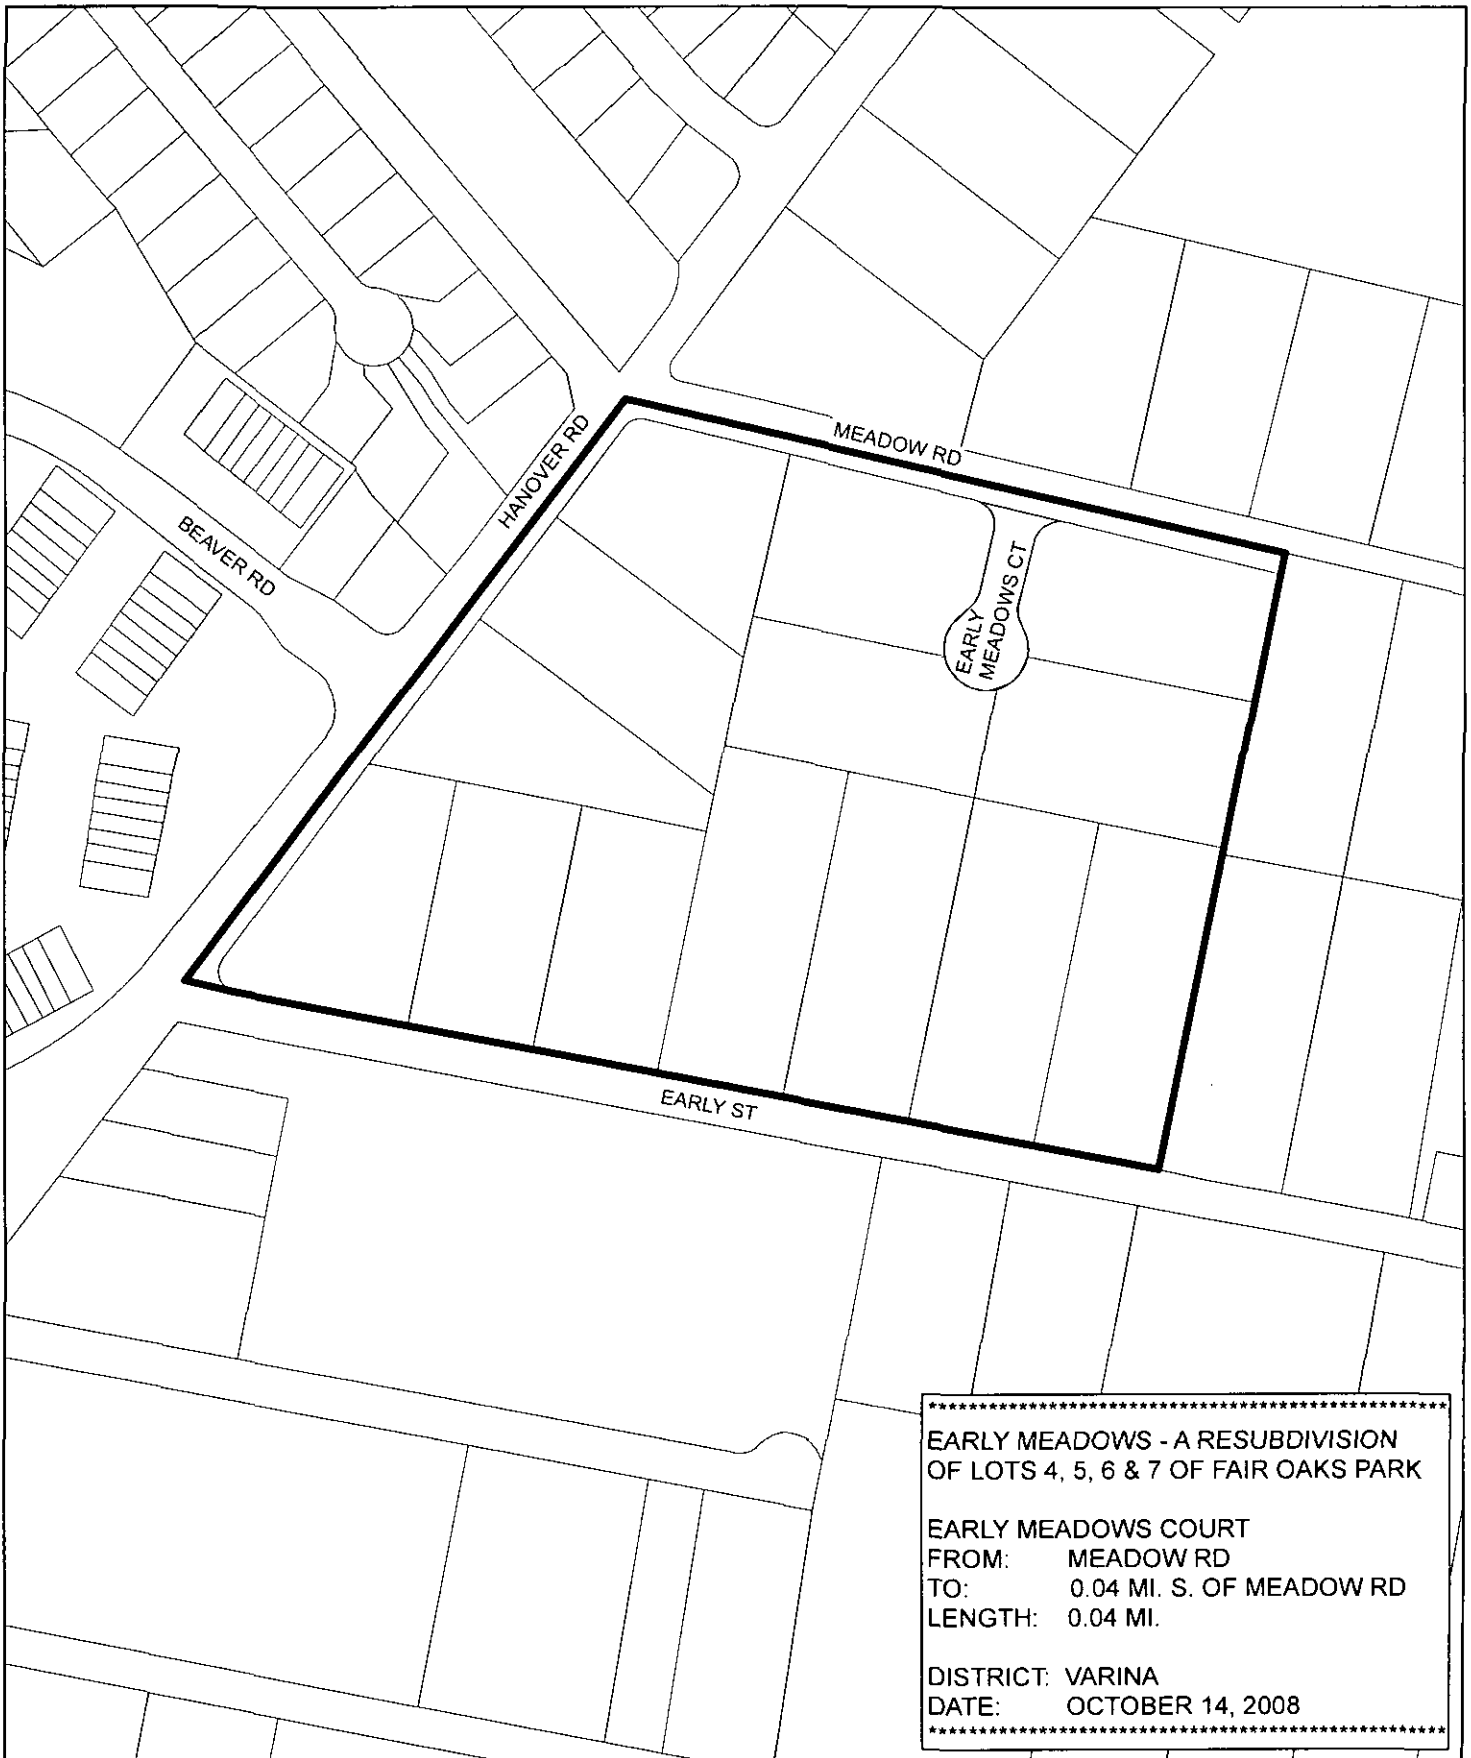 HANOVER RD
MEADOW RD
BEAVER RD
EARLY
MEADOWS CT
EARLY ST
**************************************************
EARLY MEADOWS - A RESUBDIVISION
OF LOTS 4, 5, 6 & 7 OF FAIR OAKS PARK
EARLY MEADOWS COURT
FROM: MEADOW RD
TO: 0.04 MI. S. OF MEADOW RD
LENGTH: 0.04 MI.
DISTRICT: VARINA
DATE: OCTOBER 14, 2008
**************************************************